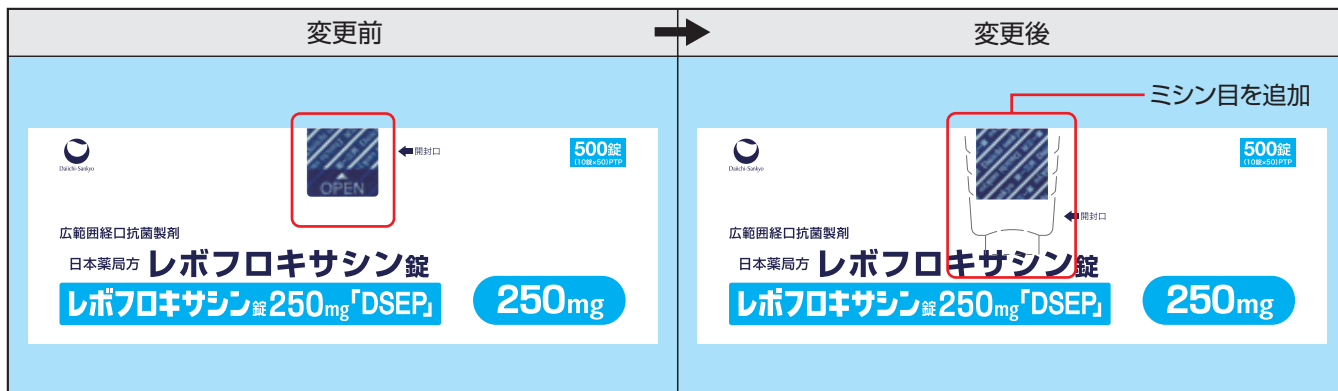 変更前
変更後
ミシン目を追加
Daiichi-Sankyo
OPEN
開封口
500錠
(10錠×50)PTP
広範囲経口抗菌製剤
日本薬局方 レボフロキサシン錠
レボフロキサシン錠250mg「DSEP」
250mg
Daiichi-Sankyo
開封口
500錠
(10錠×50)PTP
広範囲経口抗菌製剤
日本薬局方 レボフロキサシン錠
レボフロキサシン錠250mg「DSEP」
250mg